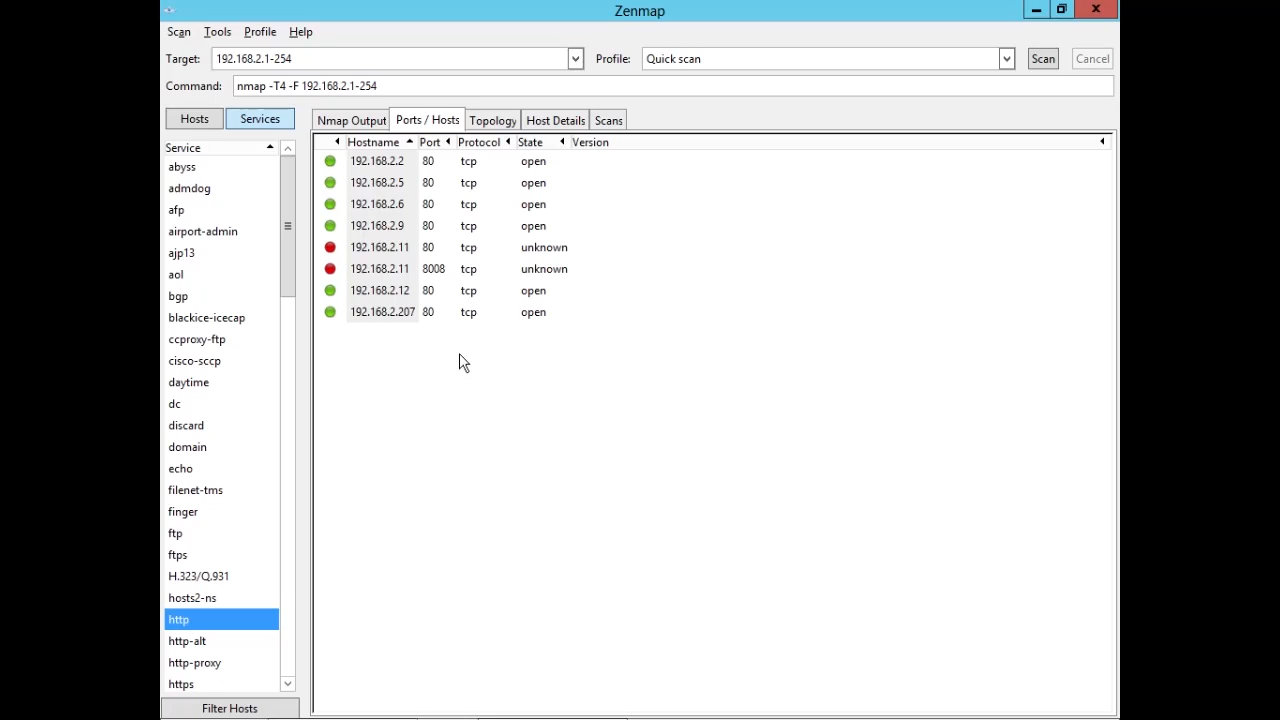 Zenmap
Scan Tools Profile Help
Target: 192.168.2.1-254 Profile: Quick scan Scan Cancel
Command: nmap -T4 -F 192.168.2.1-254
Hosts Services Nmap Output Ports / Hosts Topology Host Details Scans
Service
abyss
admdog
afp
airport-admin
ajp13
aol
bgp
blackice-icecap
ccproxy-ftp
cisco-sccp
daytime
dc
discard
domain
echo
filenet-tms
finger
ftp
ftps
H.323/Q.931
hosts2-ns
http
http-alt
http-proxy
https
Filter Hosts
Hostname Port Protocol State Version
192.168.2.2 80 tcp open
192.168.2.5 80 tcp open
192.168.2.6 80 tcp open
192.168.2.9 80 tcp open
192.168.2.11 80 tcp unknown
192.168.2.11 8008 tcp unknown
192.168.2.12 80 tcp open
192.168.2.207 80 tcp open